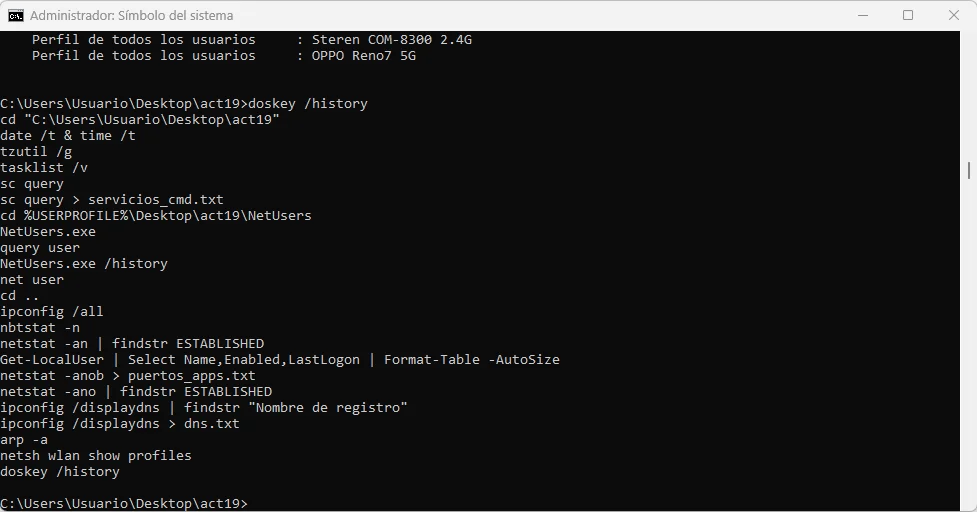 Administrador: Símbolo del sistema
Perfil de todos los usuarios     : Steren COM-8300 2.4G
Perfil de todos los usuarios     : OPPO Reno7 5G
C:\Users\Usuario\Desktop\act19>doskey /history
cd "C:\Users\Usuario\Desktop\act19"
date /t & time /t
tzutil /g
tasklist /v
sc query
sc query > servicios_cmd.txt
cd %USERPROFILE%\Desktop\act19\NetUsers
NetUsers.exe
query user
NetUsers.exe /history
net user
cd ..
ipconfig /all
nbtstat -n
netstat -an | findstr ESTABLISHED
Get-LocalUser | Select Name,Enabled,LastLogon | Format-Table -AutoSize
netstat -anob > puertos_apps.txt
netstat -ano | findstr ESTABLISHED
ipconfig /displaydns | findstr "Nombre de registro"
ipconfig /displaydns > dns.txt
arp -a
netsh wlan show profiles
doskey /history
C:\Users\Usuario\Desktop\act19>